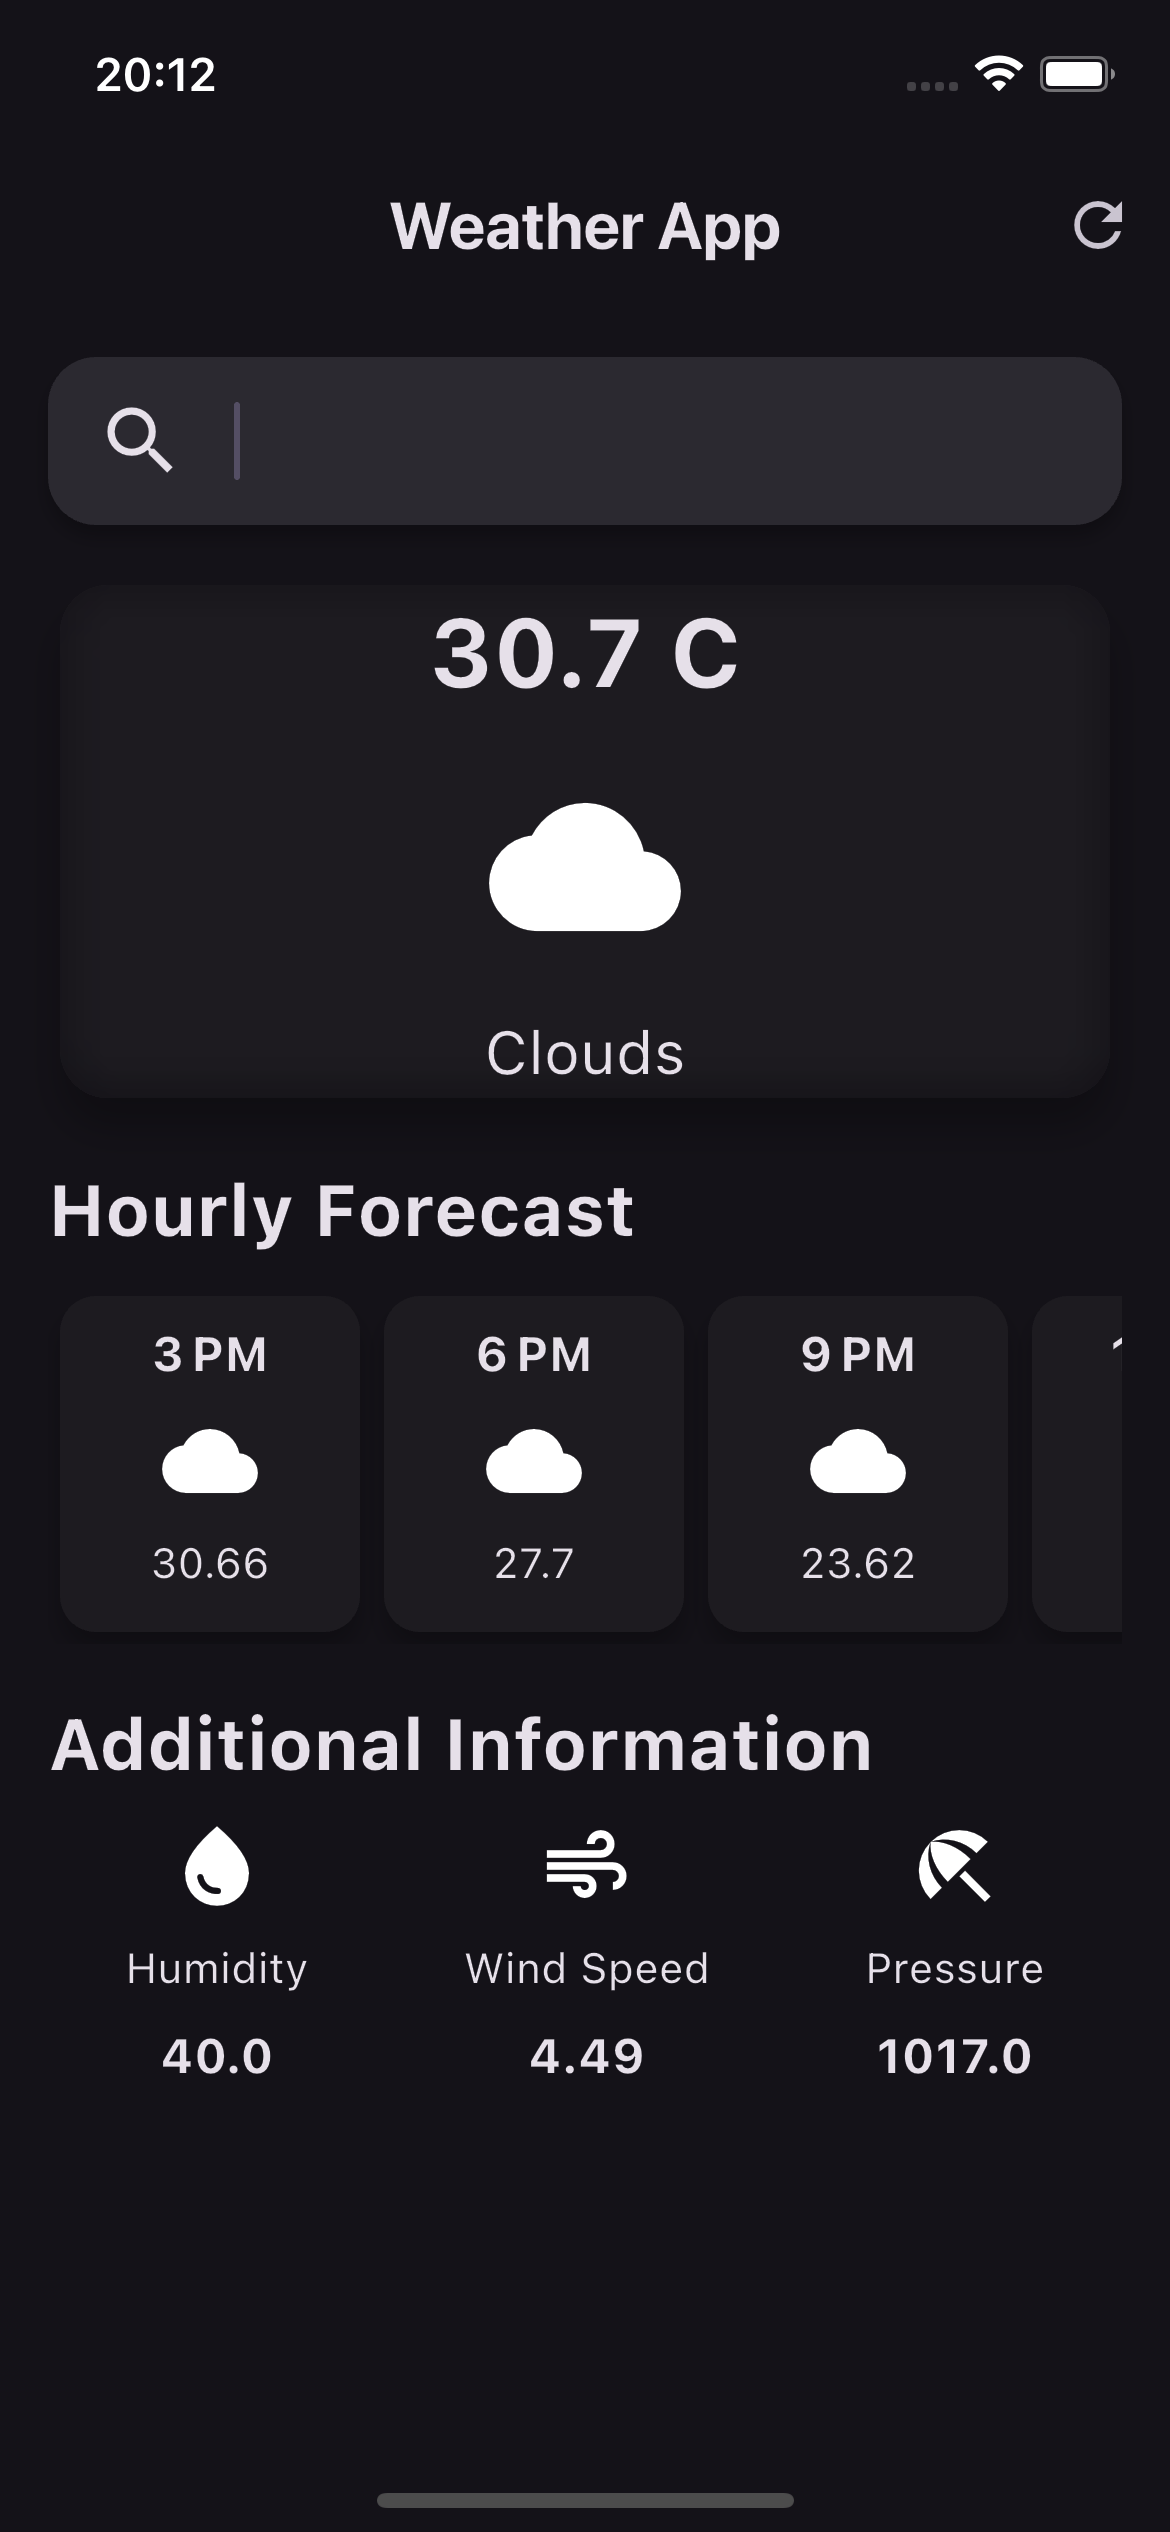 20:12
Weather App
30.7 C
Clouds
Hourly Forecast
3 PM 6 PM 9 PM
30.66 27.7 23.62
Additional Information
Humidity Wind Speed Pressure
40.0 4.49 1017.0